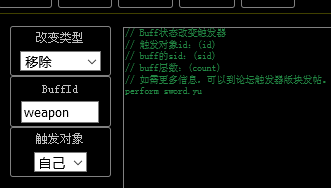 改变类型
移除
BuffId
weapon
触发对象
自己
// Buff状态改变触发器
// 触发对象id：(id)
// buff的sid：(sid)
// buff层数：(count)
// 如需更多信息，可以到论坛触发器版块发帖。
perform sword.yu